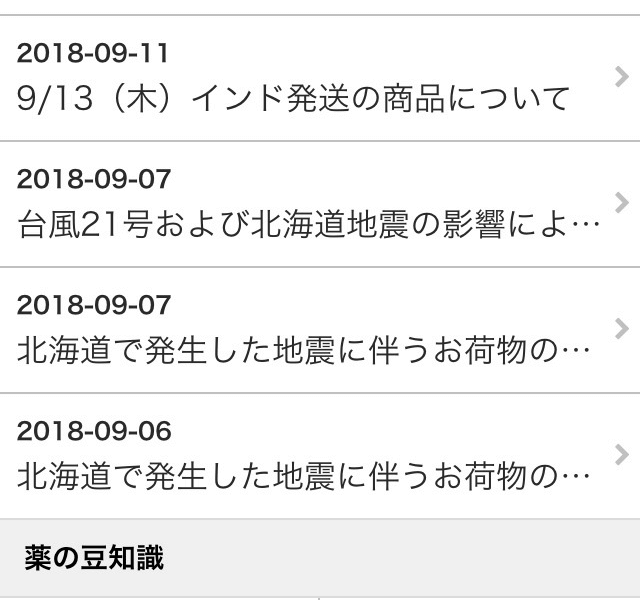 2018-09-11
9/13（木）インド発送の商品について
2018-09-07
台風21号および北海道地震の影響によ…
2018-09-07
北海道で発生した地震に伴うお荷物の…
2018-09-06
北海道で発生した地震に伴うお荷物の…
薬の豆知識